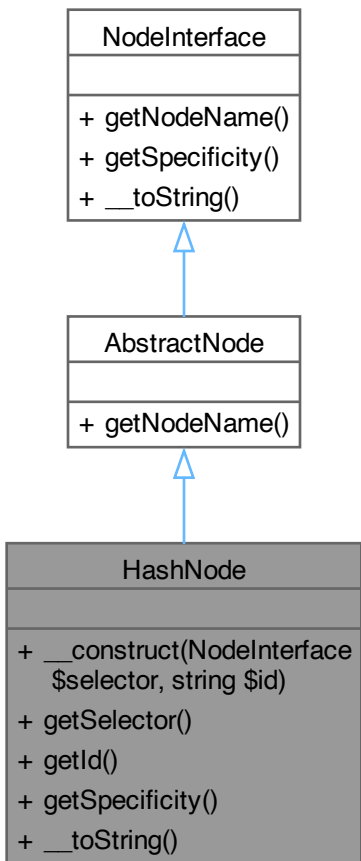 NodeInterface
+ getNodeName()
+ getSpecificity()
+ __toString()
AbstractNode
+ getNodeName()
HashNode
+ __construct(NodeInterface
$selector, string $id)
+ getSelector()
+ getId()
+ getSpecificity()
+ __toString()